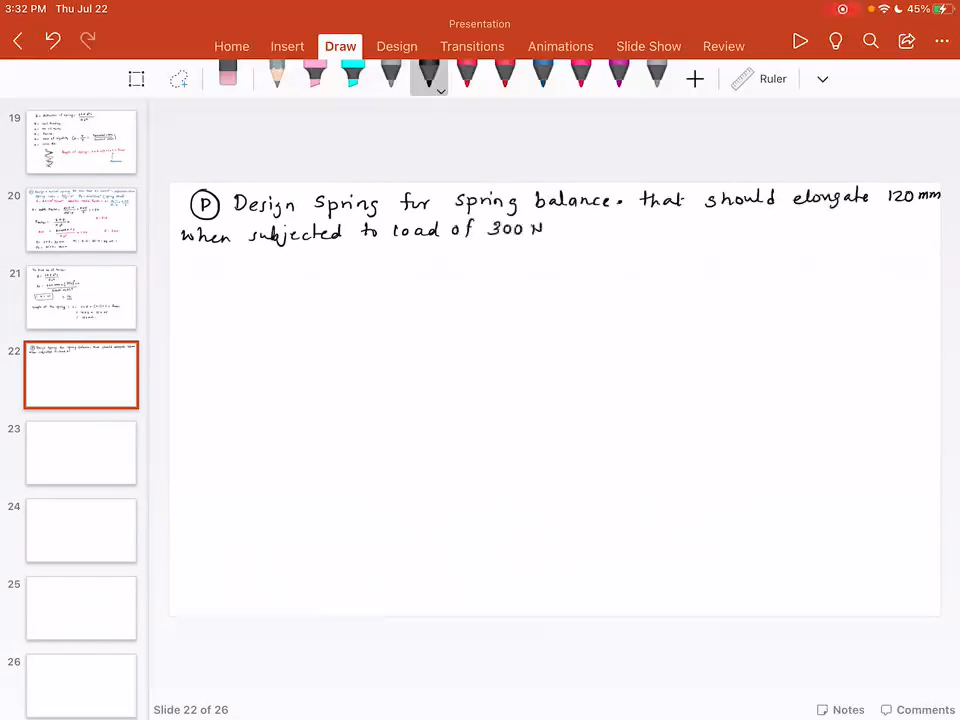 3:32 PM Thu Jul 22
45%
Presentation
Home Insert Draw Design Transitions Animations Slide Show Review
Ruler
19
20
21
22
23
24
25
26
(P) Design spring for spring balance. that should elongate 120 mm
when subjected to load of 300 N
Slide 22 of 26
Notes Comments